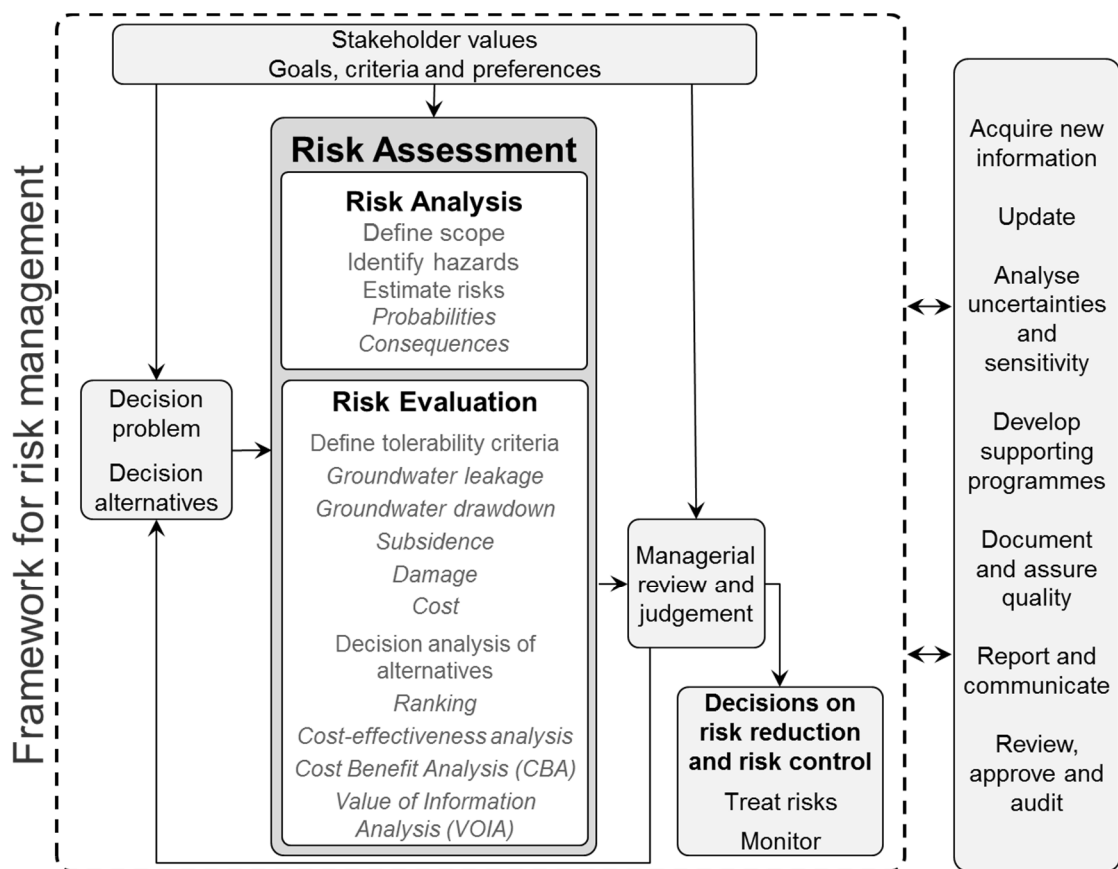 Framework for risk management
Stakeholder values
Goals, criteria and preferences
Risk Assessment
Risk Analysis
Define scope
Identify hazards
Estimate risks
Probabilities
Consequences
Decision
problem
Decision
alternatives
Risk Evaluation
Define tolerability criteria
Groundwater leakage
Groundwater drawdown
Subsidence
Damage
Cost
Decision analysis of
alternatives
Ranking
Cost-effectiveness analysis
Cost Benefit Analysis (CBA)
Value of Information
Analysis (VOIA)
Managerial
review and
judgement
Decisions on
risk reduction
and risk control
Treat risks
Monitor
Acquire new
information
Update
Analyse
uncertainties
and
sensitivity
Develop
supporting
programmes
Document
and assure
quality
Report and
communicate
Review,
approve and
audit